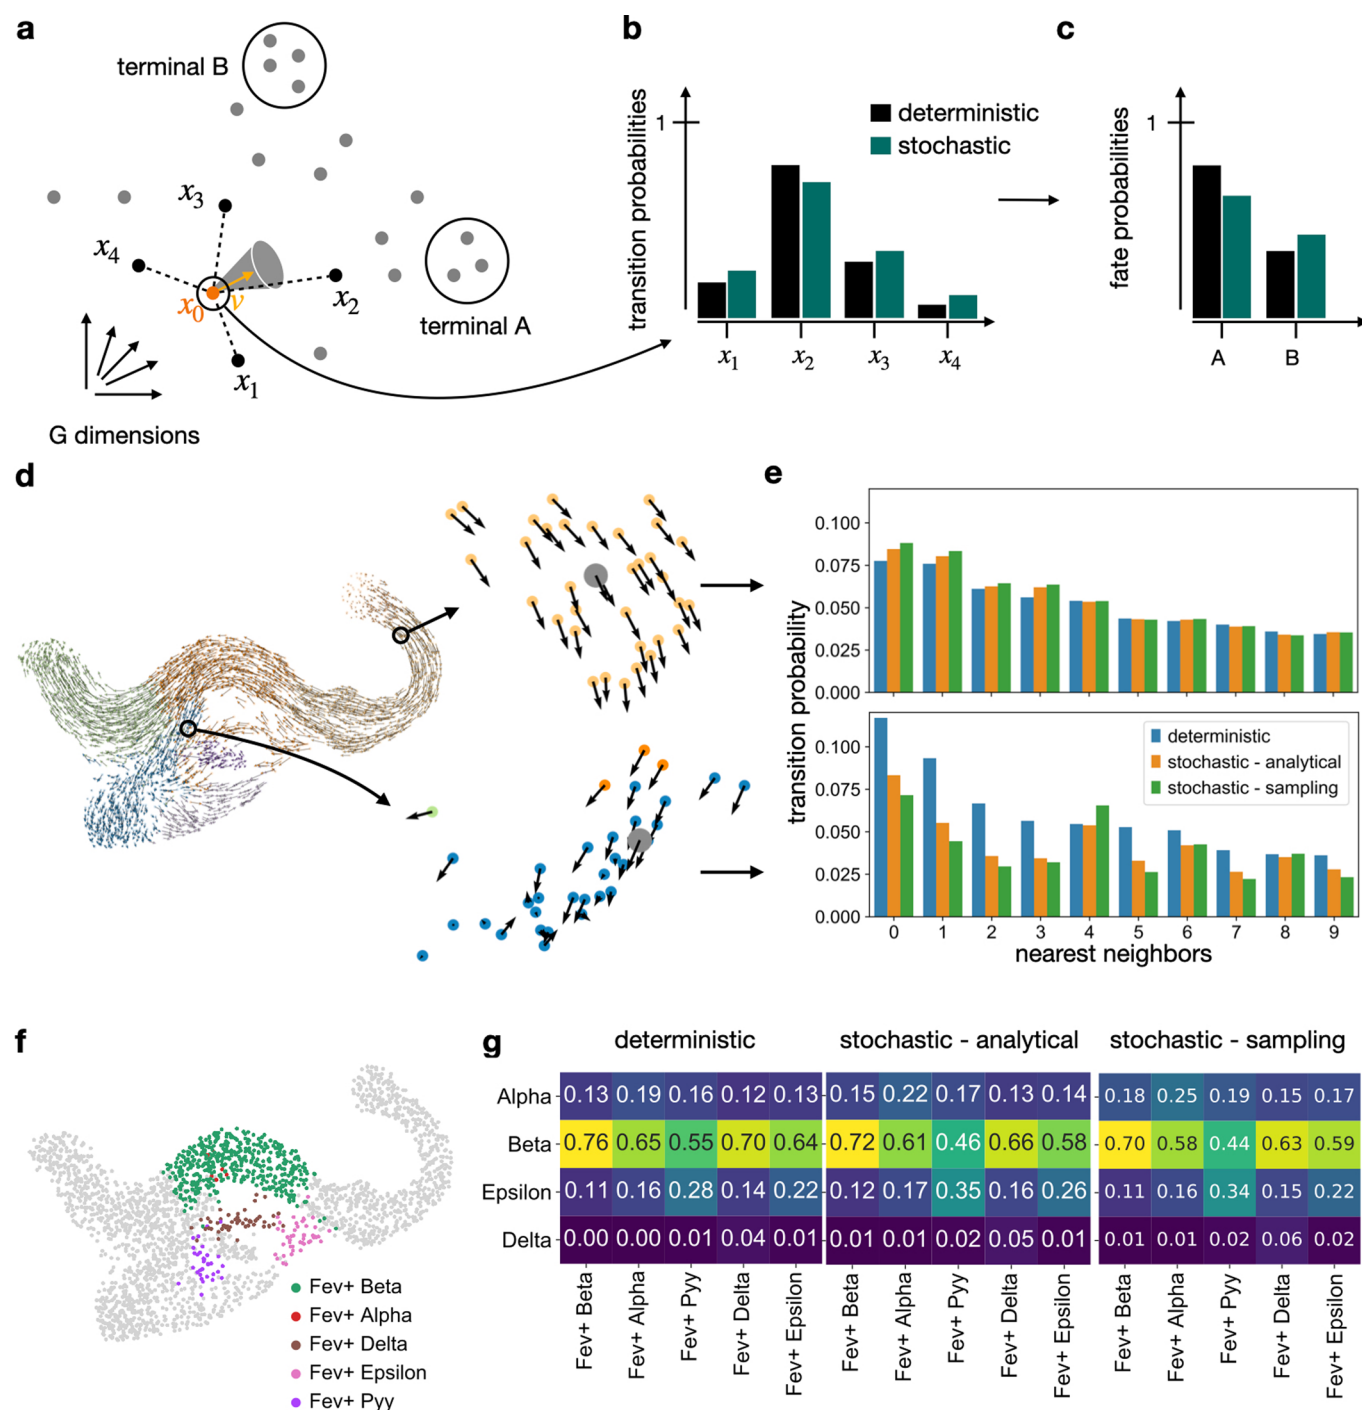 a
terminal B
x3
x4
x0
v
x2
x1
terminal A
G dimensions
b
transition probabilities
1
deterministic
stochastic
x1 x2 x3 x4
c
fate probabilities
1
A B
d
e
transition probability
0.100
0.075
0.050
0.025
0.000
0.100
0.075
0.050
0.025
0.000
deterministic
stochastic - analytical
stochastic - sampling
0 1 2 3 4 5 6 7 8 9
nearest neighbors
f
Fev+ Beta
Fev+ Alpha
Fev+ Delta
Fev+ Epsilon
Fev+ Pyy
g
deterministic stochastic - analytical stochastic - sampling
Alpha 0.13 0.19 0.16 0.12 0.13 0.15 0.22 0.17 0.13 0.14 0.18 0.25 0.19 0.15 0.17
Beta 0.76 0.65 0.55 0.70 0.64 0.72 0.61 0.46 0.66 0.58 0.70 0.58 0.44 0.63 0.59
Epsilon 0.11 0.16 0.28 0.14 0.22 0.12 0.17 0.35 0.16 0.26 0.11 0.16 0.34 0.15 0.22
Delta 0.00 0.00 0.01 0.04 0.01 0.01 0.01 0.02 0.05 0.01 0.01 0.01 0.02 0.06 0.02
Fev+ Beta Fev+ Alpha Fev+ Pyy Fev+ Delta Fev+ Epsilon Fev+ Beta Fev+ Alpha Fev+ Pyy Fev+ Delta Fev+ Epsilon Fev+ Beta Fev+ Alpha Fev+ Pyy Fev+ Delta Fev+ Epsilon